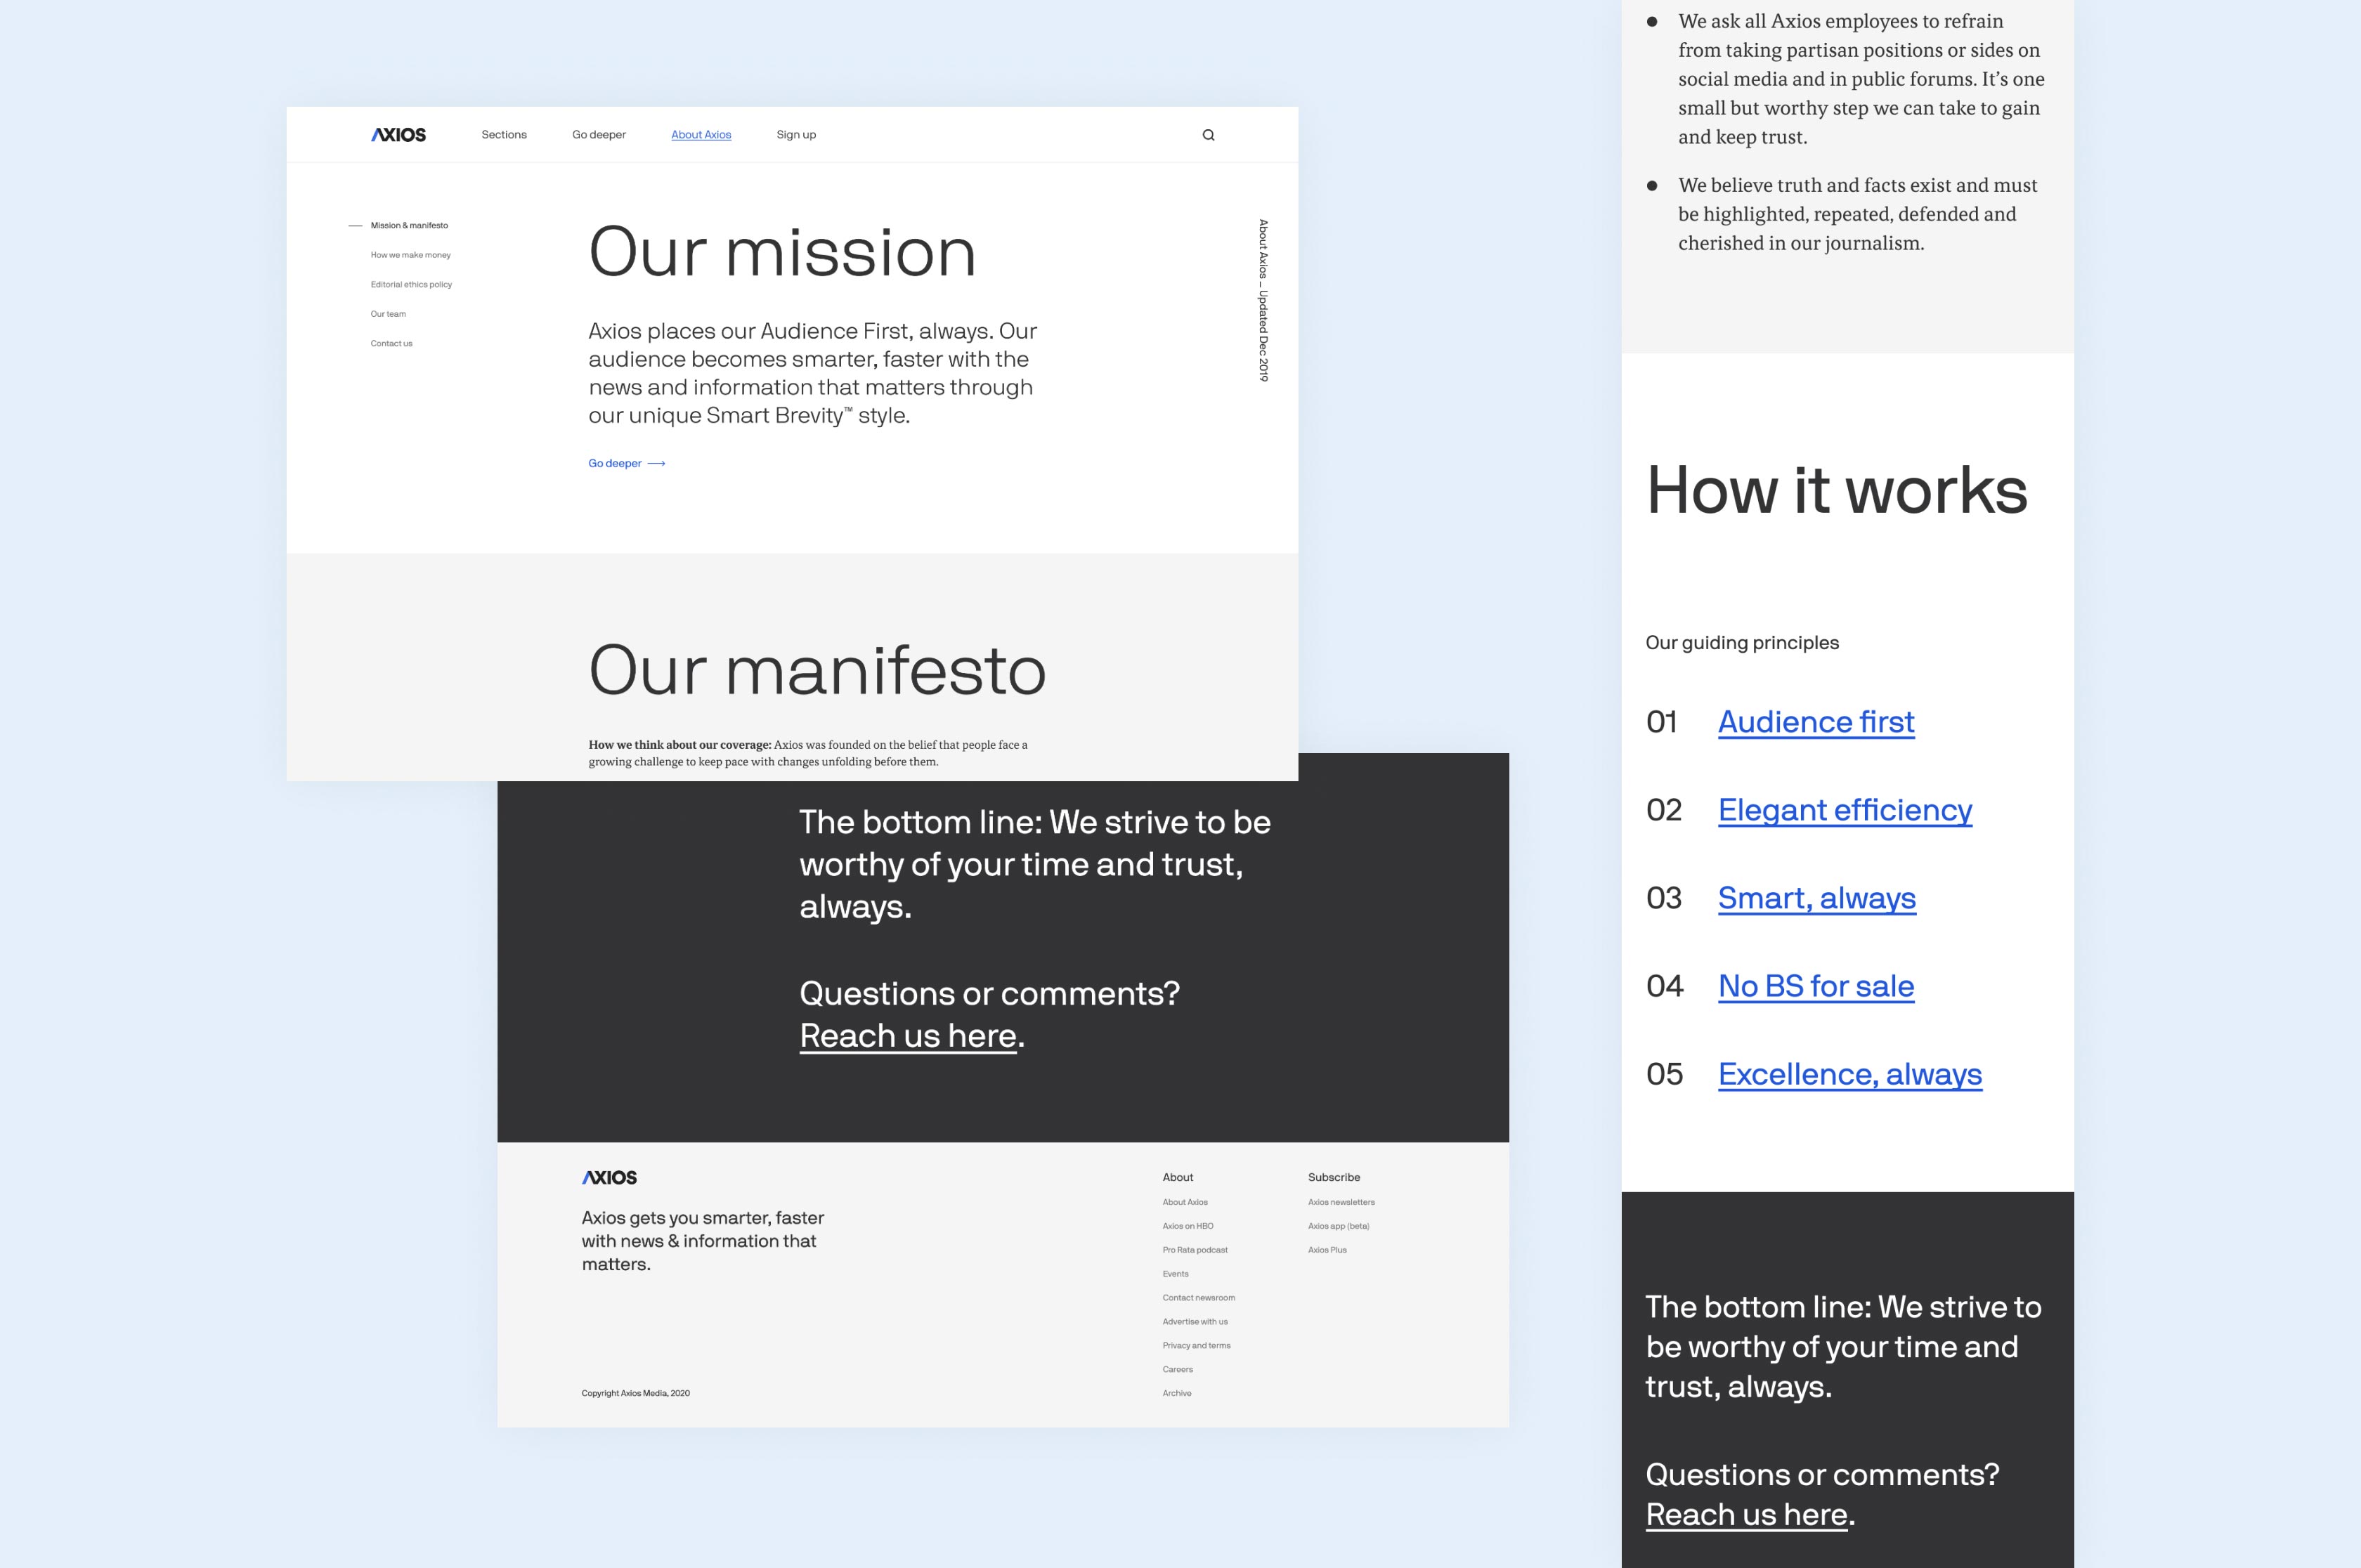 AXIOS
Sections
Go deeper
About Axios
Sign up
Mission & manifesto
How we make money
Editorial ethics policy
Our team
Contact us
Our mission
Axios places our Audience First, always. Our
audience becomes smarter, faster with the
news and information that matters through
our unique Smart Brevity™ style.
Go deeper
About Axios _ Updated Dec 2019
Our manifesto
How we think about our coverage: Axios was founded on the belief that people face a
growing challenge to keep pace with changes unfolding before them.
The bottom line: We strive to be
worthy of your time and trust,
always.
Questions or comments?
Reach us here.
AXIOS
Axios gets you smarter, faster
with news & information that
matters.
Copyright Axios Media, 2020
About
About Axios
Axios on HBO
Pro Rata podcast
Events
Contact newsroom
Advertise with us
Privacy and terms
Careers
Archive
Subscribe
Axios newsletters
Axios app (beta)
Axios Plus
We ask all Axios employees to refrain
from taking partisan positions or sides on
social media and in public forums. It’s one
small but worthy step we can take to gain
and keep trust.
We believe truth and facts exist and must
be highlighted, repeated, defended and
cherished in our journalism.
How it works
Our guiding principles
01 Audience first
02 Elegant efficiency
03 Smart, always
04 No BS for sale
05 Excellence, always
The bottom line: We strive to
be worthy of your time and
trust, always.
Questions or comments?
Reach us here.